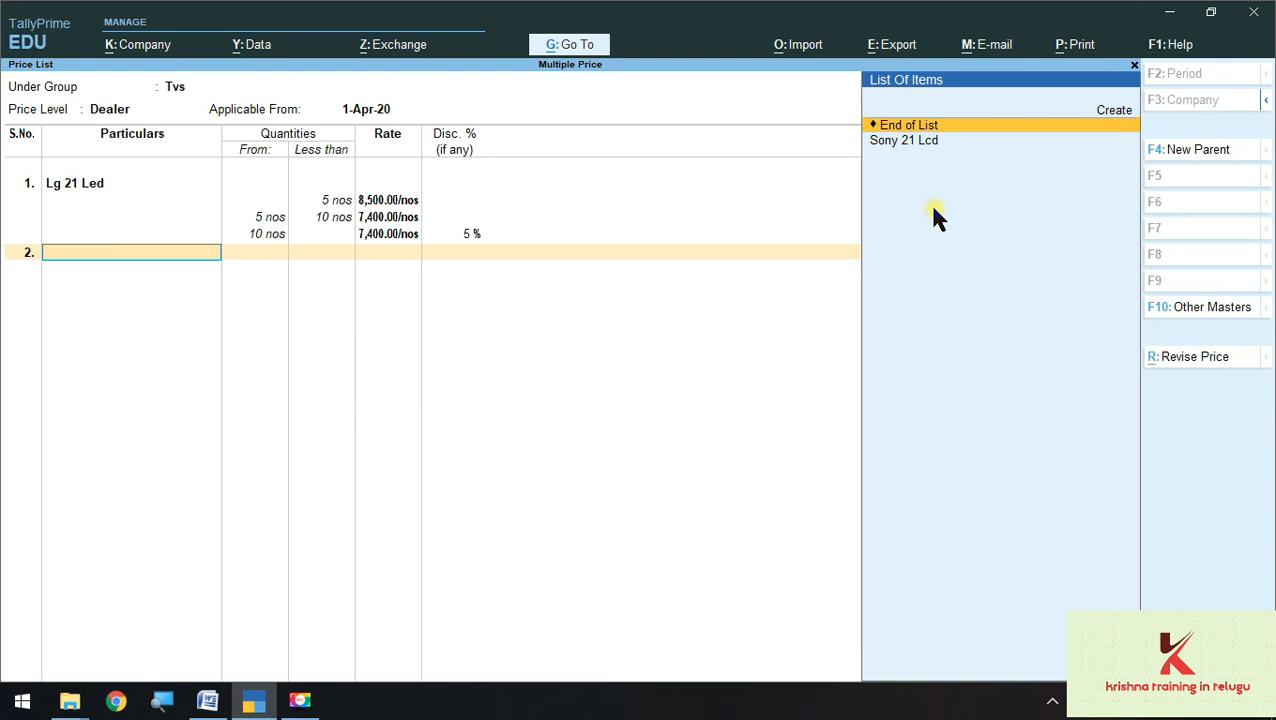 TallyPrime
EDU
MANAGE
K: Company
Y: Data
Z: Exchange
G: Go To
O: Import
E: Export
M: E-mail
P: Print
F1: Help
Price List
Multiple Price
Under Group : Tvs
Price Level : Dealer
Applicable From: 1-Apr-20
S.No. Particulars Quantities Rate Disc. %
From: Less than (if any)
1. Lg 21 Led
5 nos 8,500.00/nos
5 nos 10 nos 7,400.00/nos
10 nos 7,400.00/nos 5 %
2.
List Of Items
Create
♦ End of List
Sony 21 Lcd
F2: Period
F3: Company
F4: New Parent
F5
F6
F7
F8
F9
F10: Other Masters
R: Revise Price
krishna training in telugu